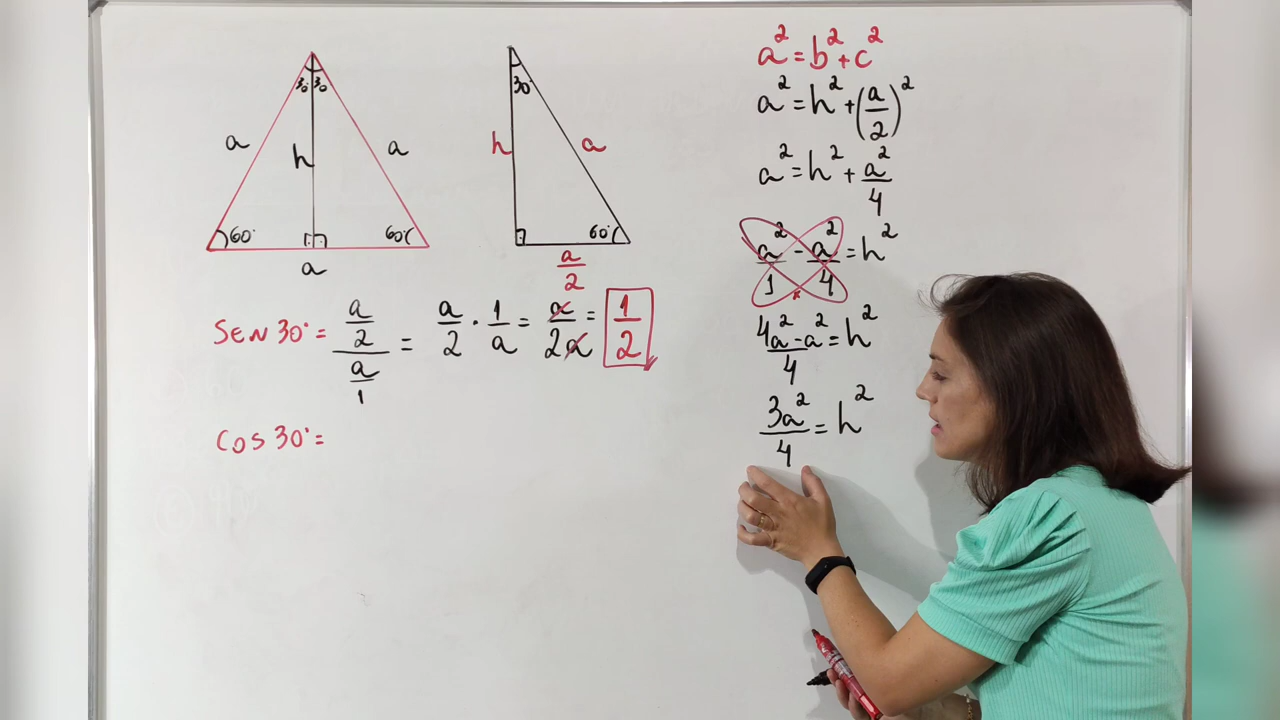 30° 30
a h a
60° 60°
a
30°
h a
60°
a/2
SEN 30° = (a/2)/(a/1) = a/2 · 1/a = a/2a = 1/2
COS 30° =
a² = b² + c²
a² = h² + (a/2)²
a² = h² + a²/4
a²/1 - a²/4 = h²
4a² - a²/4 = h²
3a²/4 = h²